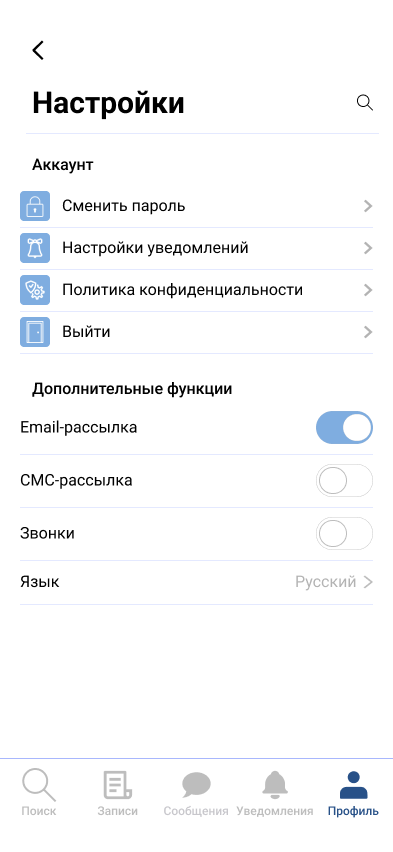 Настройки
Аккаунт
Сменить пароль
Настройки уведомлений
Политика конфиденциальности
Выйти
Дополнительные функции
Email-рассылка
СМС-рассылка
Звонки
Язык Русский
Поиск Записи Сообщения Уведомления Профиль